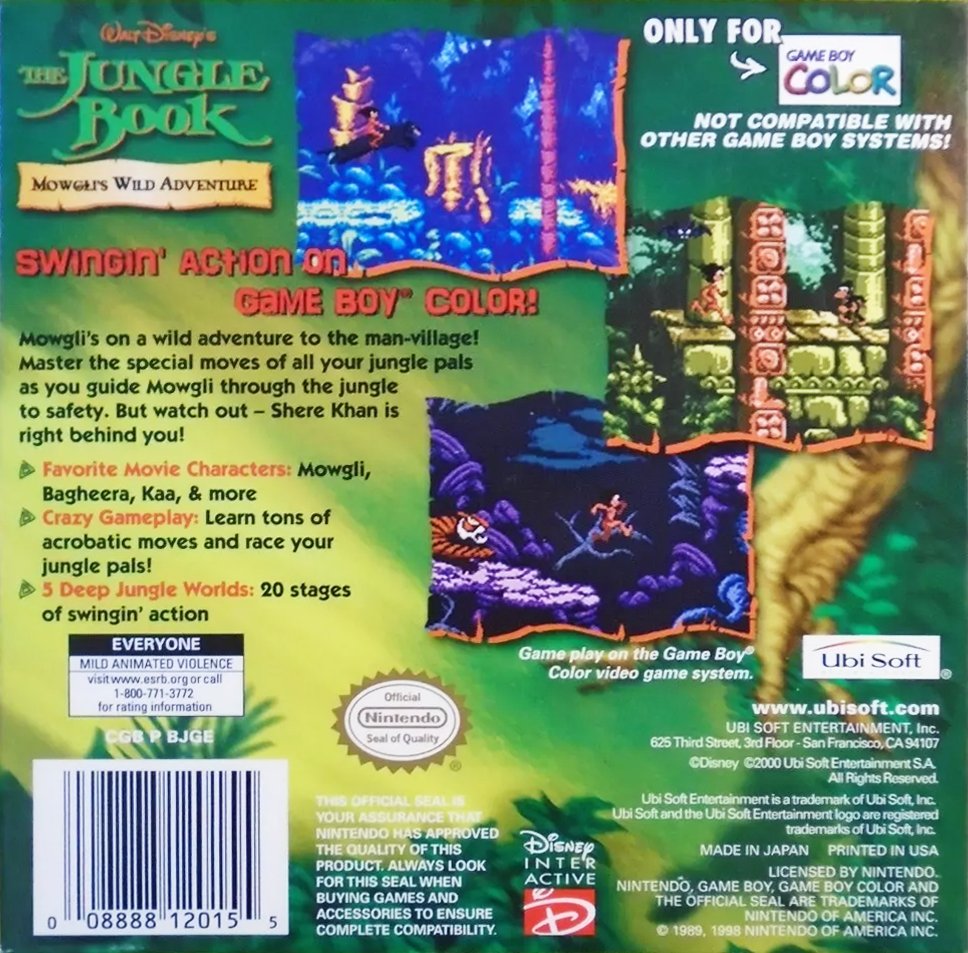 Walt Disney's
THE JUNGLE
BOOK
MOWGLI'S WILD ADVENTURE
ONLY FOR
GAME BOY
COLOR
NOT COMPATIBLE WITH
OTHER GAME BOY SYSTEMS!
SWINGIN' ACTION ON
GAME BOY™ COLOR!
Mowgli's on a wild adventure to the man-village!
Master the special moves of all your jungle pals
as you guide Mowgli through the jungle
to safety. But watch out – Shere Khan is
right behind you!
Favorite Movie Characters: Mowgli,
Bagheera, Kaa, & more
Crazy Gameplay: Learn tons of
acrobatic moves and race your
jungle pals!
5 Deep Jungle Worlds: 20 stages
of swingin' action
EVERYONE
MILD ANIMATED VIOLENCE
visit www.esrb.org or call
1-800-771-3772
for rating information
CGB P BJGE
0 08888 12015 5
Official
Nintendo
Seal of Quality
®
THIS OFFICIAL SEAL IS
YOUR ASSURANCE THAT
NINTENDO HAS APPROVED
THE QUALITY OF THIS
PRODUCT. ALWAYS LOOK
FOR THIS SEAL WHEN
BUYING GAMES AND
ACCESSORIES TO ENSURE
COMPLETE COMPATIBILITY.
Disney
INTER
ACTIVE
D
Game play on the Game Boy®
Color video game system.
Ubi Soft
®
www.ubisoft.com
UBI SOFT ENTERTAINMENT, Inc.
625 Third Street, 3rd Floor - San Francisco, CA 94107
©Disney ©2000 Ubi Soft Entertainment S.A.
All Rights Reserved.
Ubi Soft Entertainment is a trademark of Ubi Soft, Inc.
Ubi Soft and the Ubi Soft Entertainment logo are registered
trademarks of Ubi Soft, Inc.
MADE IN JAPAN PRINTED IN USA
LICENSED BY NINTENDO.
NINTENDO, GAME BOY, GAME BOY COLOR AND
THE OFFICIAL SEAL ARE TRADEMARKS OF
NINTENDO OF AMERICA INC.
© 1989, 1998 NINTENDO OF AMERICA INC.